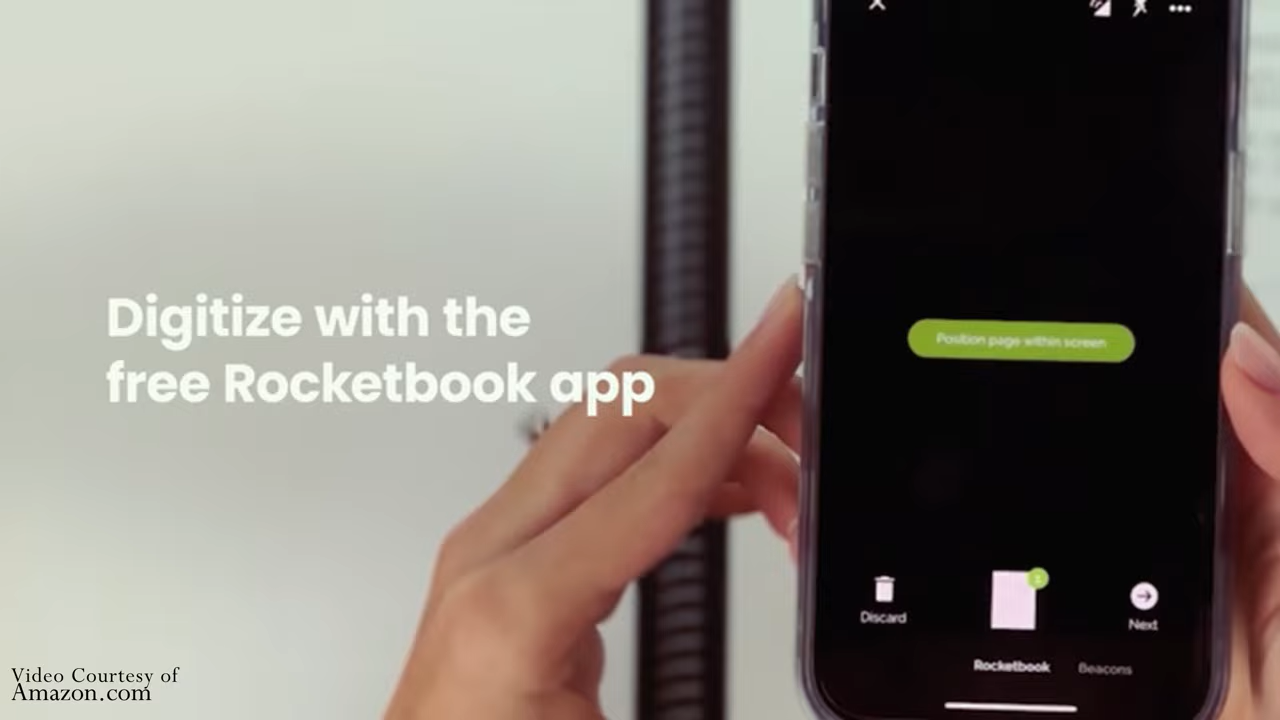 Digitize with the
free Rocketbook app
Position page within screen
Discard
Next
Rocketbook Beacons
Video Courtesy of
Amazon.com